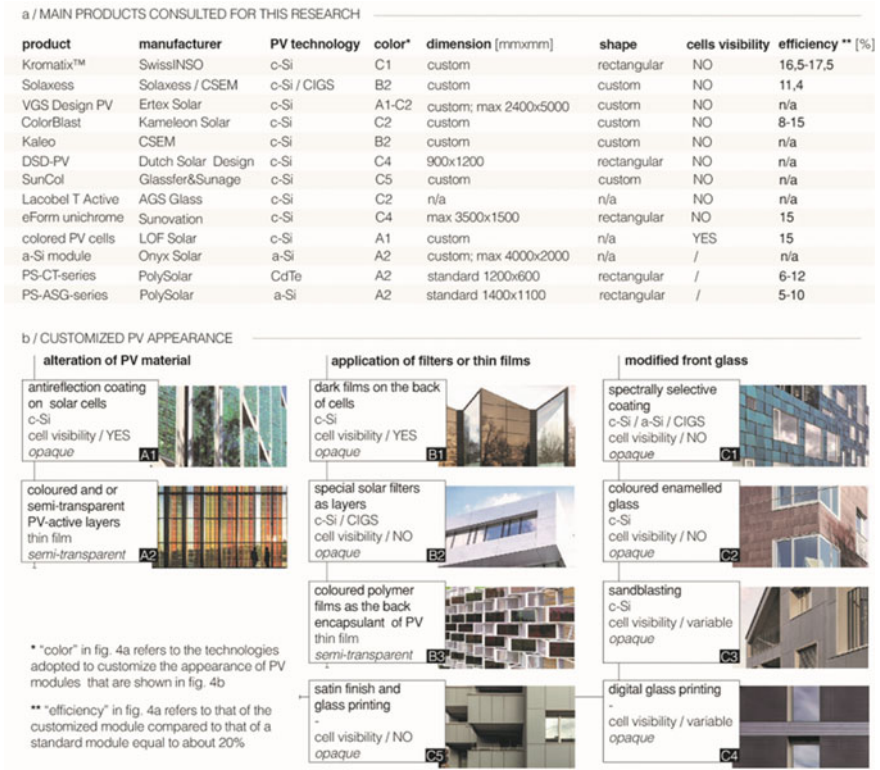 a / MAIN PRODUCTS CONSULTED FOR THIS RESEARCH
product manufacturer PV technology color* dimension [mmxmm] shape cells visibility efficiency ** [%]
Kromatix™ SwissINSO c-Si C1 custom rectangular NO 16,5-17,5
Solaxess Solaxess / CSEM c-Si / CIGS B2 custom custom NO 11,4
VGS Design PV Ertex Solar c-Si A1-C2 custom; max 2400x5000 custom NO n/a
ColorBlast Kameleon Solar c-Si C2 custom custom NO 8-15
Kaleo CSEM c-Si B2 custom custom NO n/a
DSD-PV Dutch Solar Design c-Si C4 900x1200 rectangular NO n/a
SunCol Glassfer&Sunage c-Si C5 custom custom NO n/a
Lacobel T Active AGS Glass c-Si C2 n/a n/a NO n/a
eForm unichrome Sunovation c-Si C4 max 3500x1500 rectangular NO 15
colored PV cells LOF Solar c-Si A1 custom n/a YES 15
a-Si module Onyx Solar a-Si A2 custom; max 4000x2000 n/a / n/a
PS-CT-series PolySolar CdTe A2 standard 1200x600 rectangular / 6-12
PS-ASG-series PolySolar a-Si A2 standard 1400x1100 rectangular / 5-10
b / CUSTOMIZED PV APPEARANCE
alteration of PV material
antireflection coating
on solar cells
c-Si
cell visibility / YES
opaque A1
coloured and or
semi-transparent
PV-active layers
thin film
semi-transparent A2
application of filters or thin films
dark films on the back
of cells
c-Si
cell visibility / YES
opaque B1
special solar filters
as layers
c-Si / CIGS
cell visibility / NO
opaque B2
coloured polymer
films as the back
encapsulant of PV
thin film
semi-transparent B3
satin finish and
glass printing
-
cell visibility / NO
opaque C5
modified front glass
spectrally selective
coating
c-Si / a-Si / CIGS
cell visibility / NO
opaque C1
coloured enamelled
glass
c-Si
cell visibility / NO
opaque C2
sandblasting
c-Si
cell visibility / variable
opaque C3
digital glass printing
-
cell visibility / variable
opaque C4
* "color" in fig. 4a refers to the technologies
adopted to customize the appearance of PV
modules that are shown in fig. 4b
** "efficiency" in fig. 4a refers to that of the
customized module compared to that of a
standard module equal to about 20%